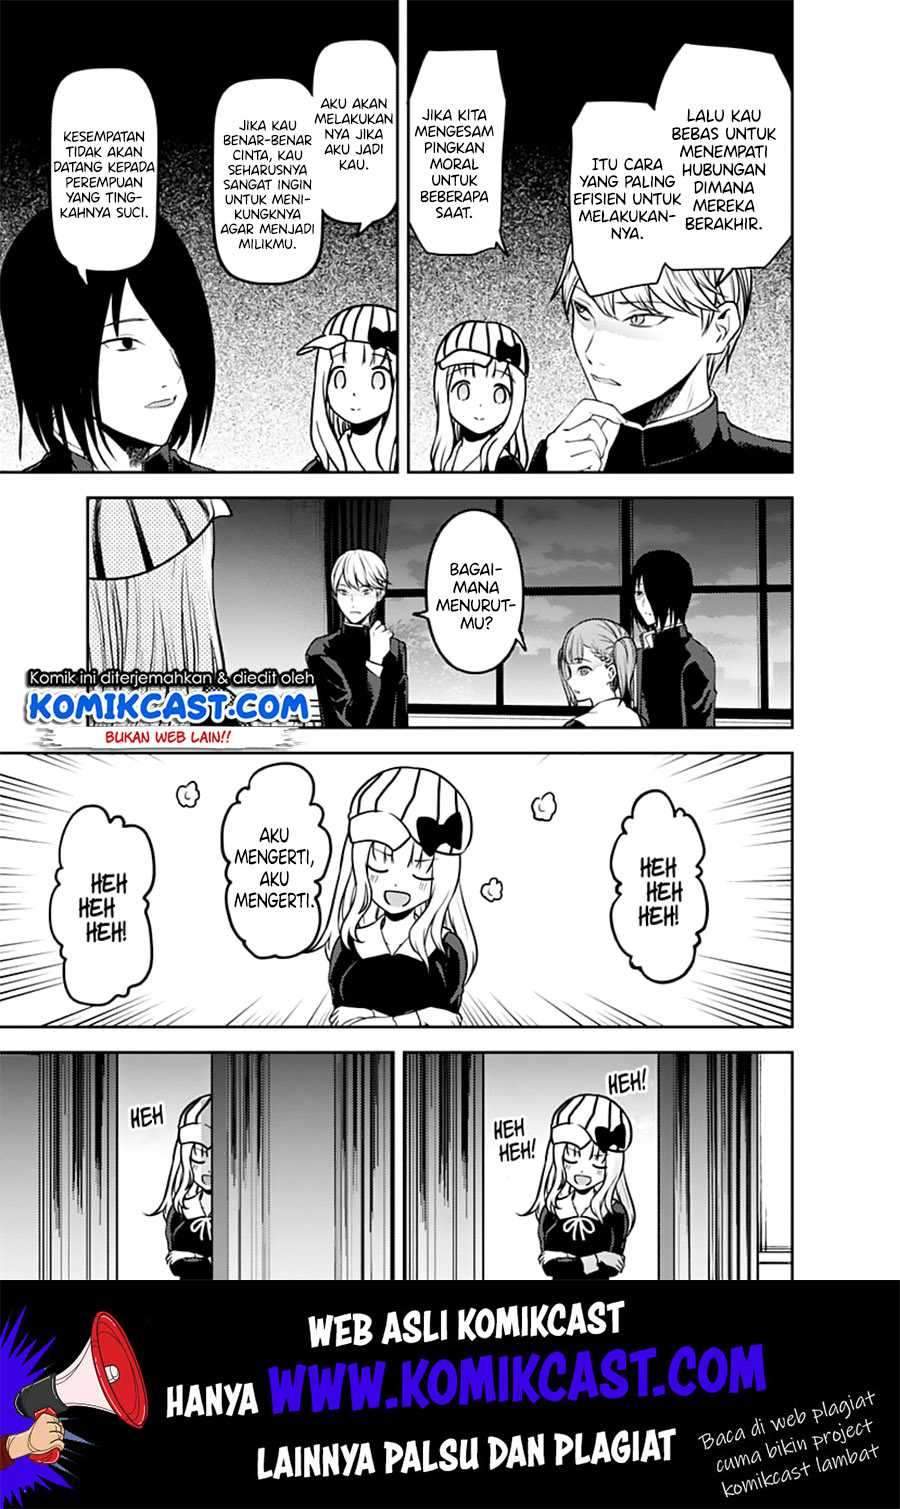 JIKA KITA
MENGESAM
PINGKAN
MORAL
UNTUK
BEBERAPA
SAAT.
LALU KAU
BEBAS UNTUK
MENEMPATI
HUBUNGAN
DIMANA
MEREKA
BERAKHIR.
ITU CARA
YANG PALING
EFISIEN UNTUK
MELAKUKAN-
NYA.
AKU AKAN
MELAKUKAN
NYA JIKA
AKU JADI
KAU.
JIKA KAU
BENAR-BENAR
CINTA, KAU
SEHARUSNYA
SANGAT INGIN
UNTUK MENI-
KUNGKNYA
AGAR MENJADI
MILIKMU.
KESEMPATAN
TIDAK AKAN
DATANG KEPADA
PEREMPUAN
YANG TING-
KAHNYA SUCI.
BAGAI-
MANA
MENURUT-
MU?
Komik ini diterjemahkan & diedit oleh
KOMIKCAST.COM
BUKAN WEB LAIN!!
HEH
HEH
HEH!
AKU
MENGERTI,
AKU
MENGERTI.
HEH
HEH
HEH!
HEH!
HEH
HEH!
HEH
WEB ASLI KOMIKCAST
HANYA WWW.KOMIKCAST.COM
LAINNYA PALSU DAN PLAGIAT
Baca di web plagiat
cuma bikin project
komikcast lambat